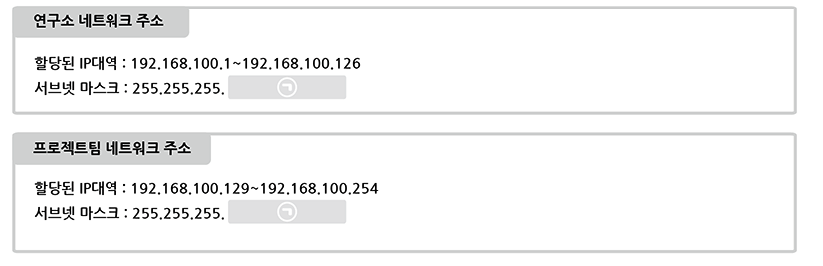 연구소 네트워크 주소
할당된 IP대역 : 192.168.100.1~192.168.100.126
서브넷 마스크 : 255.255.255. ㄱ
프로젝트팀 네트워크 주소
할당된 IP대역 : 192.168.100.129~192.168.100.254
서브넷 마스크 : 255.255.255. ㄱ